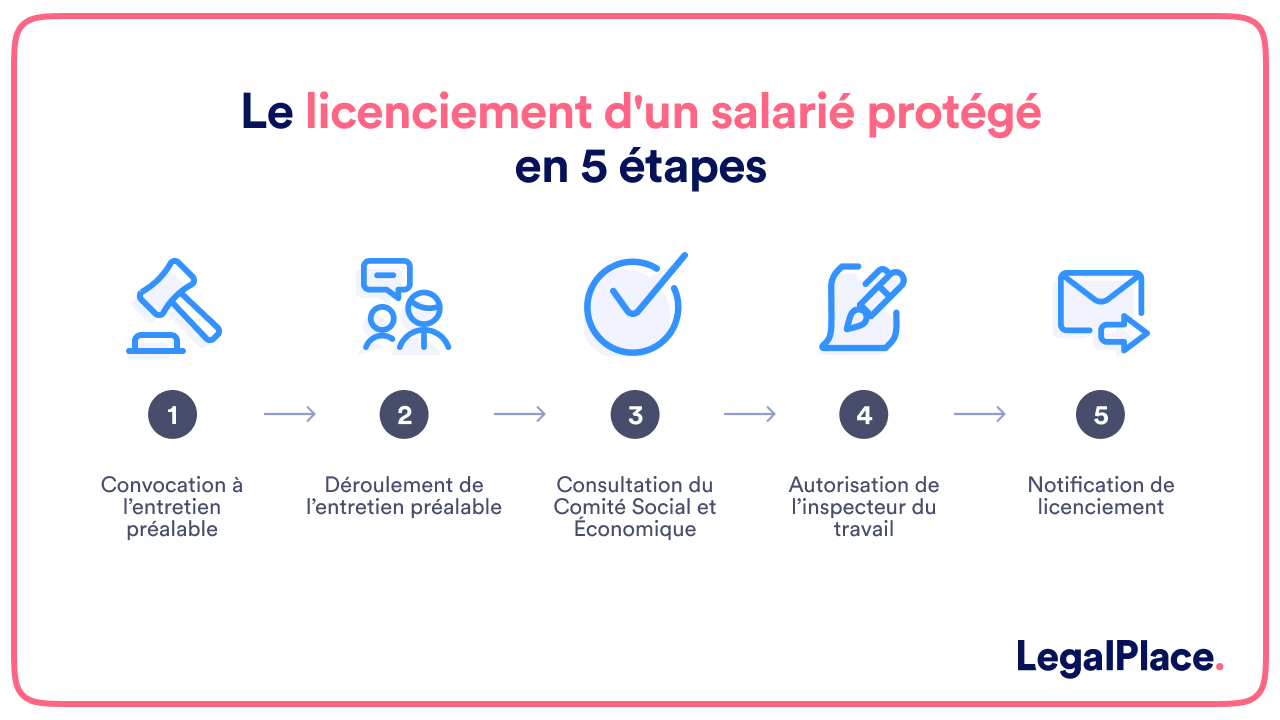 Le licenciement d'un salarié protégé
en 5 étapes
1
2
3
4
5
Convocation à
l’entretien
préalable
Déroulement de
l’entretien préalable
Consultation du
Comité Social et
Économique
Autorisation de
l’inspecteur du
travail
Notification de
licenciement
LegalPlace.